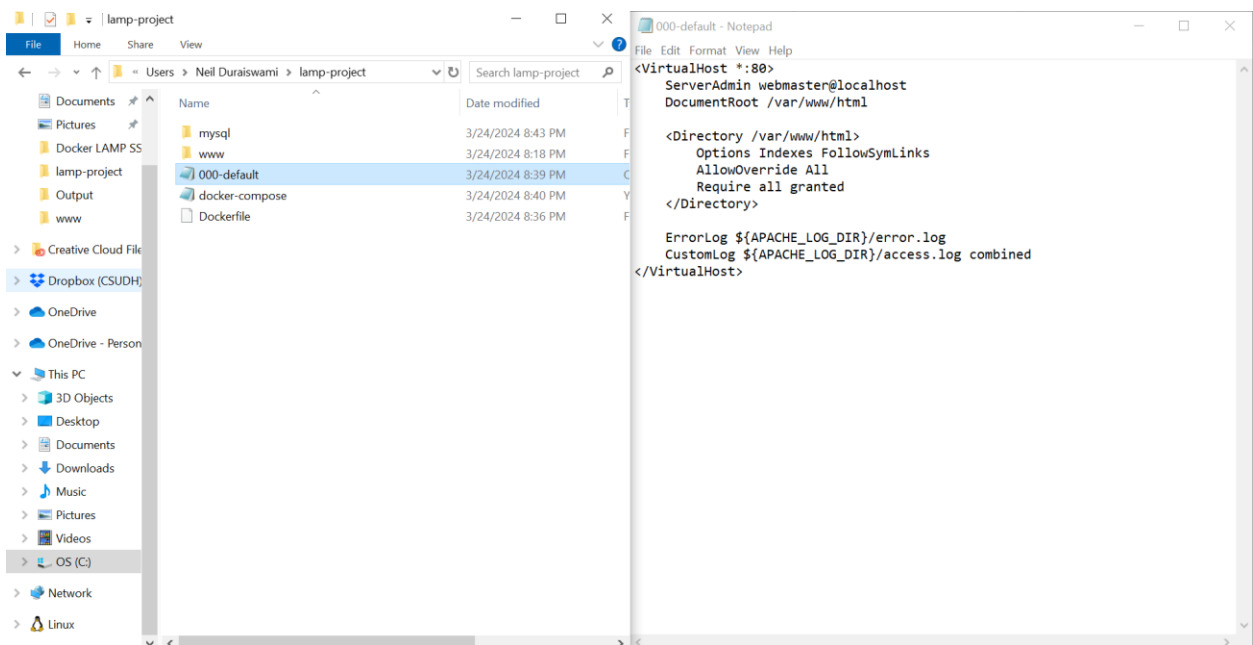 lamp-project
File Home Share View
« Users > Neil Duraiswami > lamp-project
Search lamp-project
Documents
Pictures
Docker LAMP SS
lamp-project
Output
www
Creative Cloud File
Dropbox (CSUDH)
OneDrive
OneDrive - Person
This PC
3D Objects
Desktop
Documents
Downloads
Music
Pictures
Videos
OS (C:)
Network
Linux
Name Date modified T
mysql 3/24/2024 8:43 PM F
www 3/24/2024 8:18 PM F
000-default 3/24/2024 8:39 PM C
docker-compose 3/24/2024 8:40 PM Y
Dockerfile 3/24/2024 8:36 PM F
000-default - Notepad
File Edit Format View Help
<VirtualHost *:80>
    ServerAdmin webmaster@localhost
    DocumentRoot /var/www/html
    <Directory /var/www/html>
        Options Indexes FollowSymLinks
        AllowOverride All
        Require all granted
    </Directory>
    ErrorLog ${APACHE_LOG_DIR}/error.log
    CustomLog ${APACHE_LOG_DIR}/access.log combined
</VirtualHost>